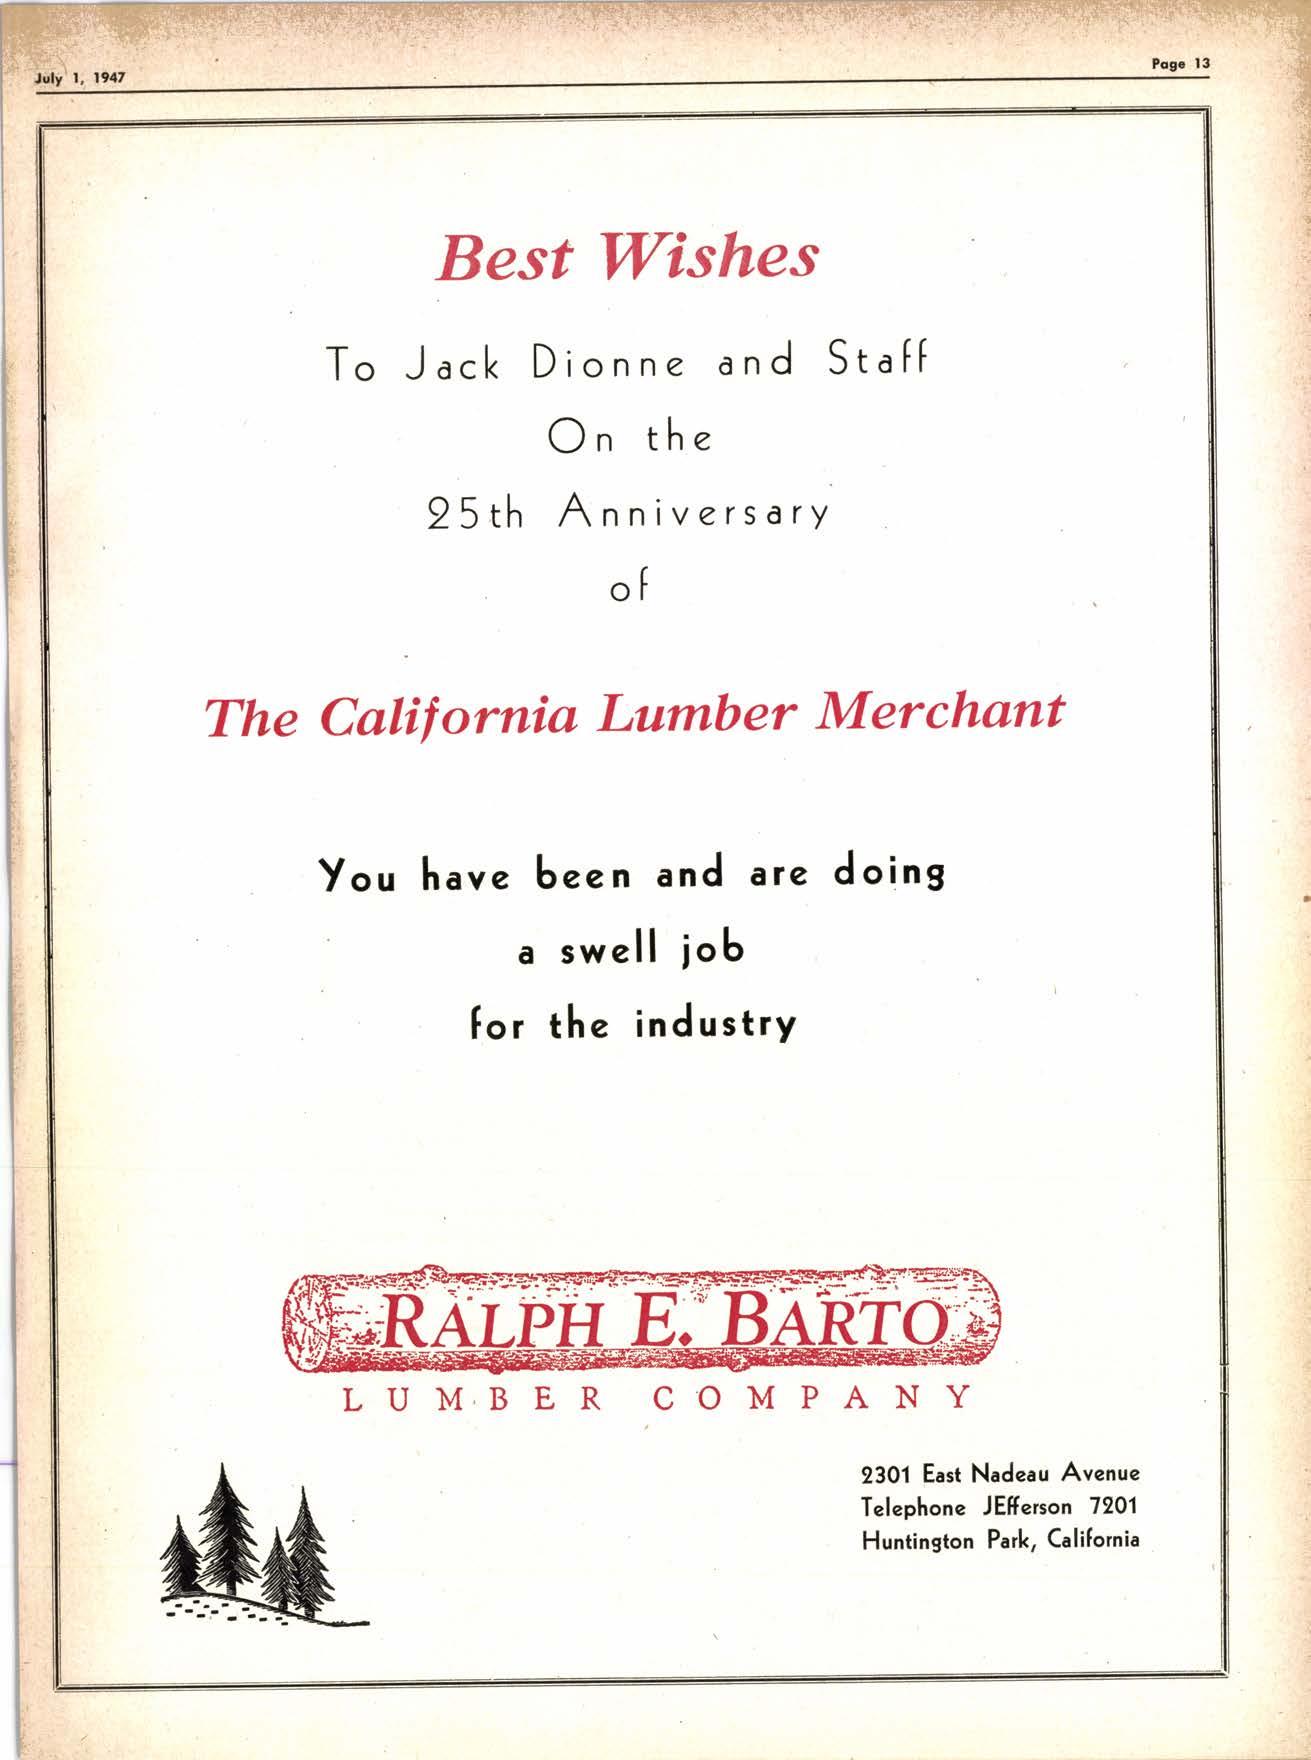 July 1, 1947
Page 13
Best Wishes
To Jack Dionne and Staff
On the
25th Anniversary
of
The California Lumber Merchant
You have been and are doing
a swell job
for the industry
RALPH E. BARTO
LUMBER COMPANY
2301 East Nadeau Avenue
Telephone JEfferson 7201
Huntington Park, California